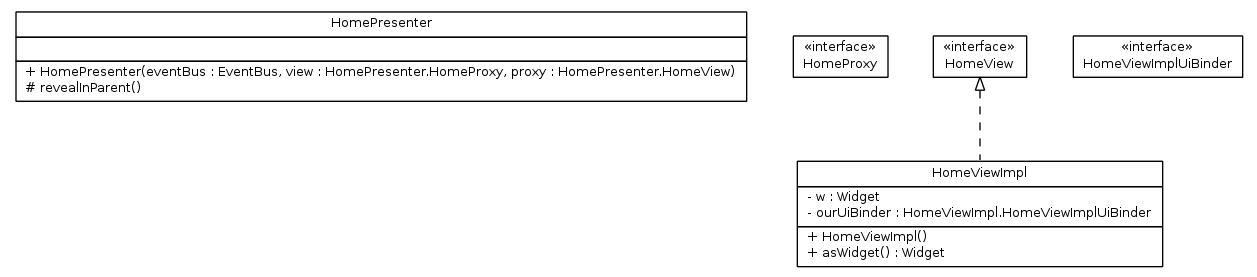 HomePresenter
+ HomePresenter(eventBus : EventBus, view : HomePresenter.HomeProxy, proxy : HomePresenter.HomeView)
# revealInParent()
«interface»
HomeProxy
«interface»
HomeView
«interface»
HomeViewImplUiBinder
HomeViewImpl
- w : Widget
- ourUiBinder : HomeViewImpl.HomeViewImplUiBinder
+ HomeViewImpl()
+ asWidget() : Widget